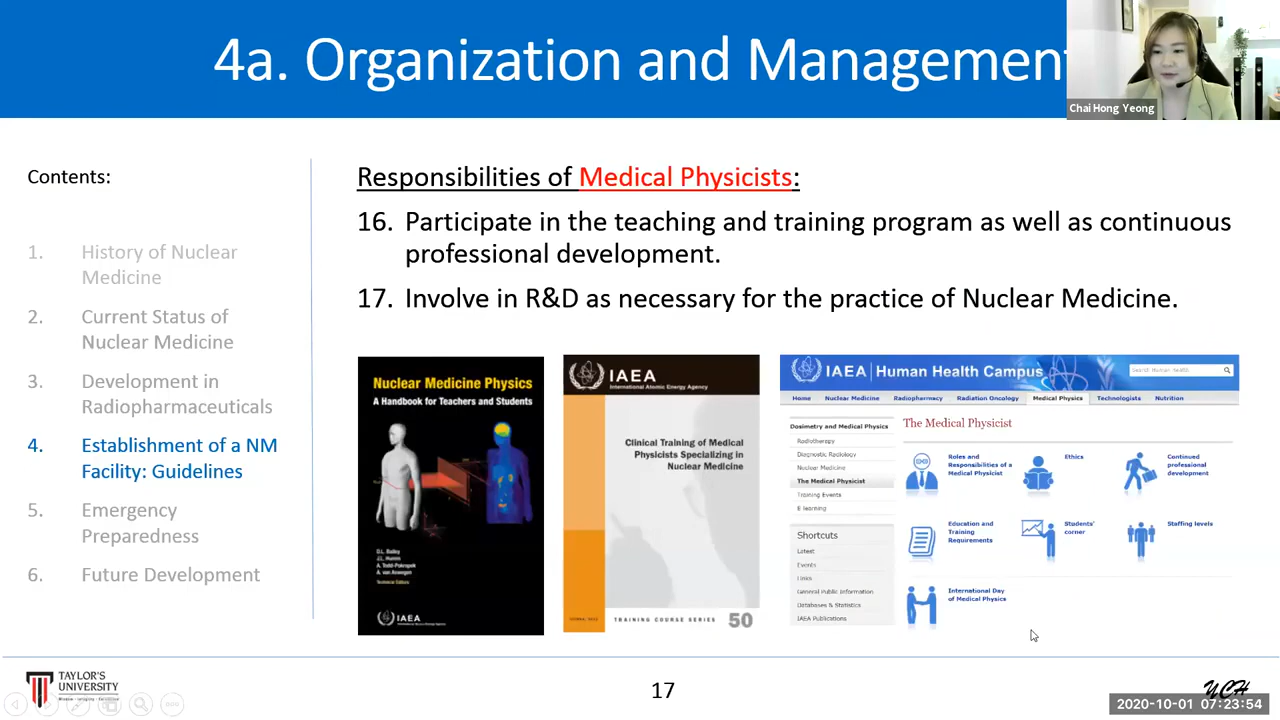 4a. Organization and Management
Chai Hong Yeong
Contents:
1. History of Nuclear
Medicine
2. Current Status of
Nuclear Medicine
3. Development in
Radiopharmaceuticals
4. Establishment of a NM
Facility: Guidelines
5. Emergency
Preparedness
6. Future Development
Responsibilities of Medical Physicists:
16. Participate in the teaching and training program as well as continuous
professional development.
17. Involve in R&D as necessary for the practice of Nuclear Medicine.
Nuclear Medicine Physics
A Handbook for Teachers and Students
D.L. Bailey
J.L. Humm
A. Todd-Pokropek
A. van Aswegen
Technical Editors
IAEA
IAEA
International Atomic Energy Agency
Clinical Training of Medical
Physicists Specializing in
Nuclear Medicine
TRAINING COURSE SERIES 50
IAEA | Human Health Campus
Search Human Health
Home Nuclear Medicine Radiopharmacy Radiation Oncology Medical Physics Technologists Nutrition
Dosimetry and Medical Physics
Radiotherapy
Diagnostic Radiology
Nuclear Medicine
The Medical Physicist
Training Events
E learning
Shortcuts
Latest
Events
Links
General Public Information
Databases & Statistics
IAEA Publications
The Medical Physicist
Roles and
Responsibilities of a
Medical Physicist
Ethics
Continued
professional
development
Education and
Training
Requirements
Students'
corner
Staffing levels
International Day
of Medical Physics
TAYLOR'S
UNIVERSITY
17
YCH
2020-10-01 07:23:54